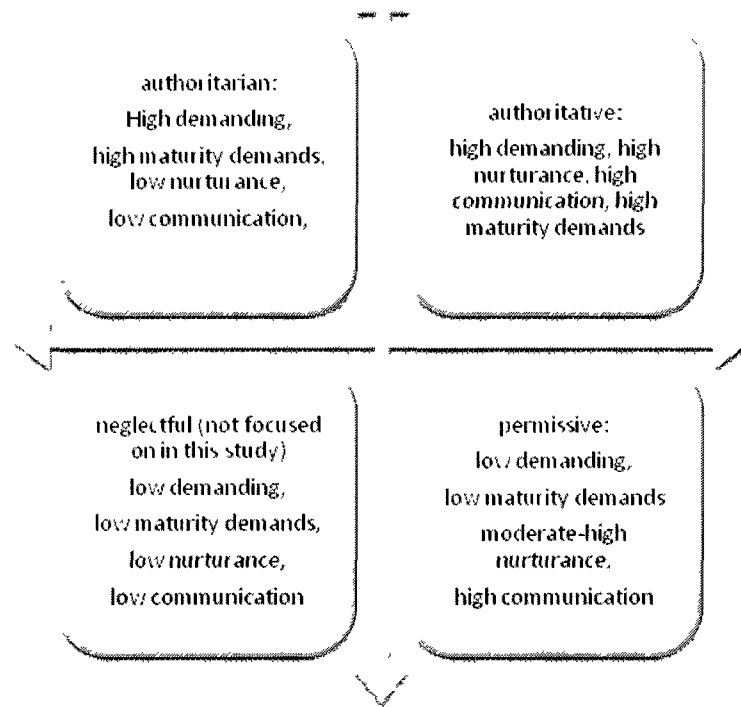 authoritarian:
High demanding,
high maturity demands,
low nurturance,
low communication,
authoritative:
high demanding, high
nurturance, high
communication, high
maturity demands
neglectful (not focused
on in this study)
low demanding,
low maturity demands,
low nurturance,
low communication
permissive:
low demanding,
low maturity demands
moderate-high
nurturance,
high communication